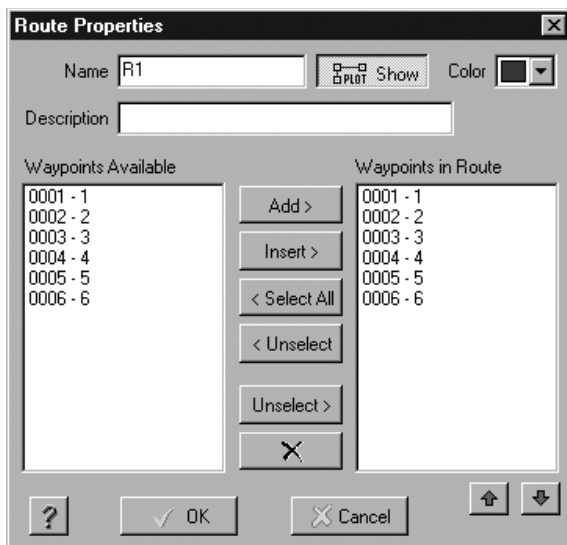 Route Properties
Name R1 PLOT Show Color
Description
Waypoints Available
0001 - 1
0002 - 2
0003 - 3
0004 - 4
0005 - 5
0006 - 6
Add >
Insert >
< Select All
< Unselect
Unselect >
Waypoints in Route
0001 - 1
0002 - 2
0003 - 3
0004 - 4
0005 - 5
0006 - 6
? OK Cancel